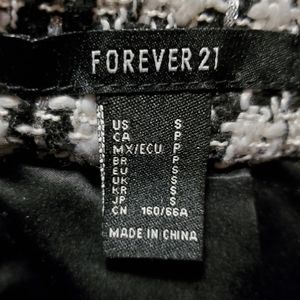 FOREVER 21
US S
CA P
MX/ECU P
BR P
EU S
UK S
KR S
JP S
CN 160/66A
MADE IN CHINA